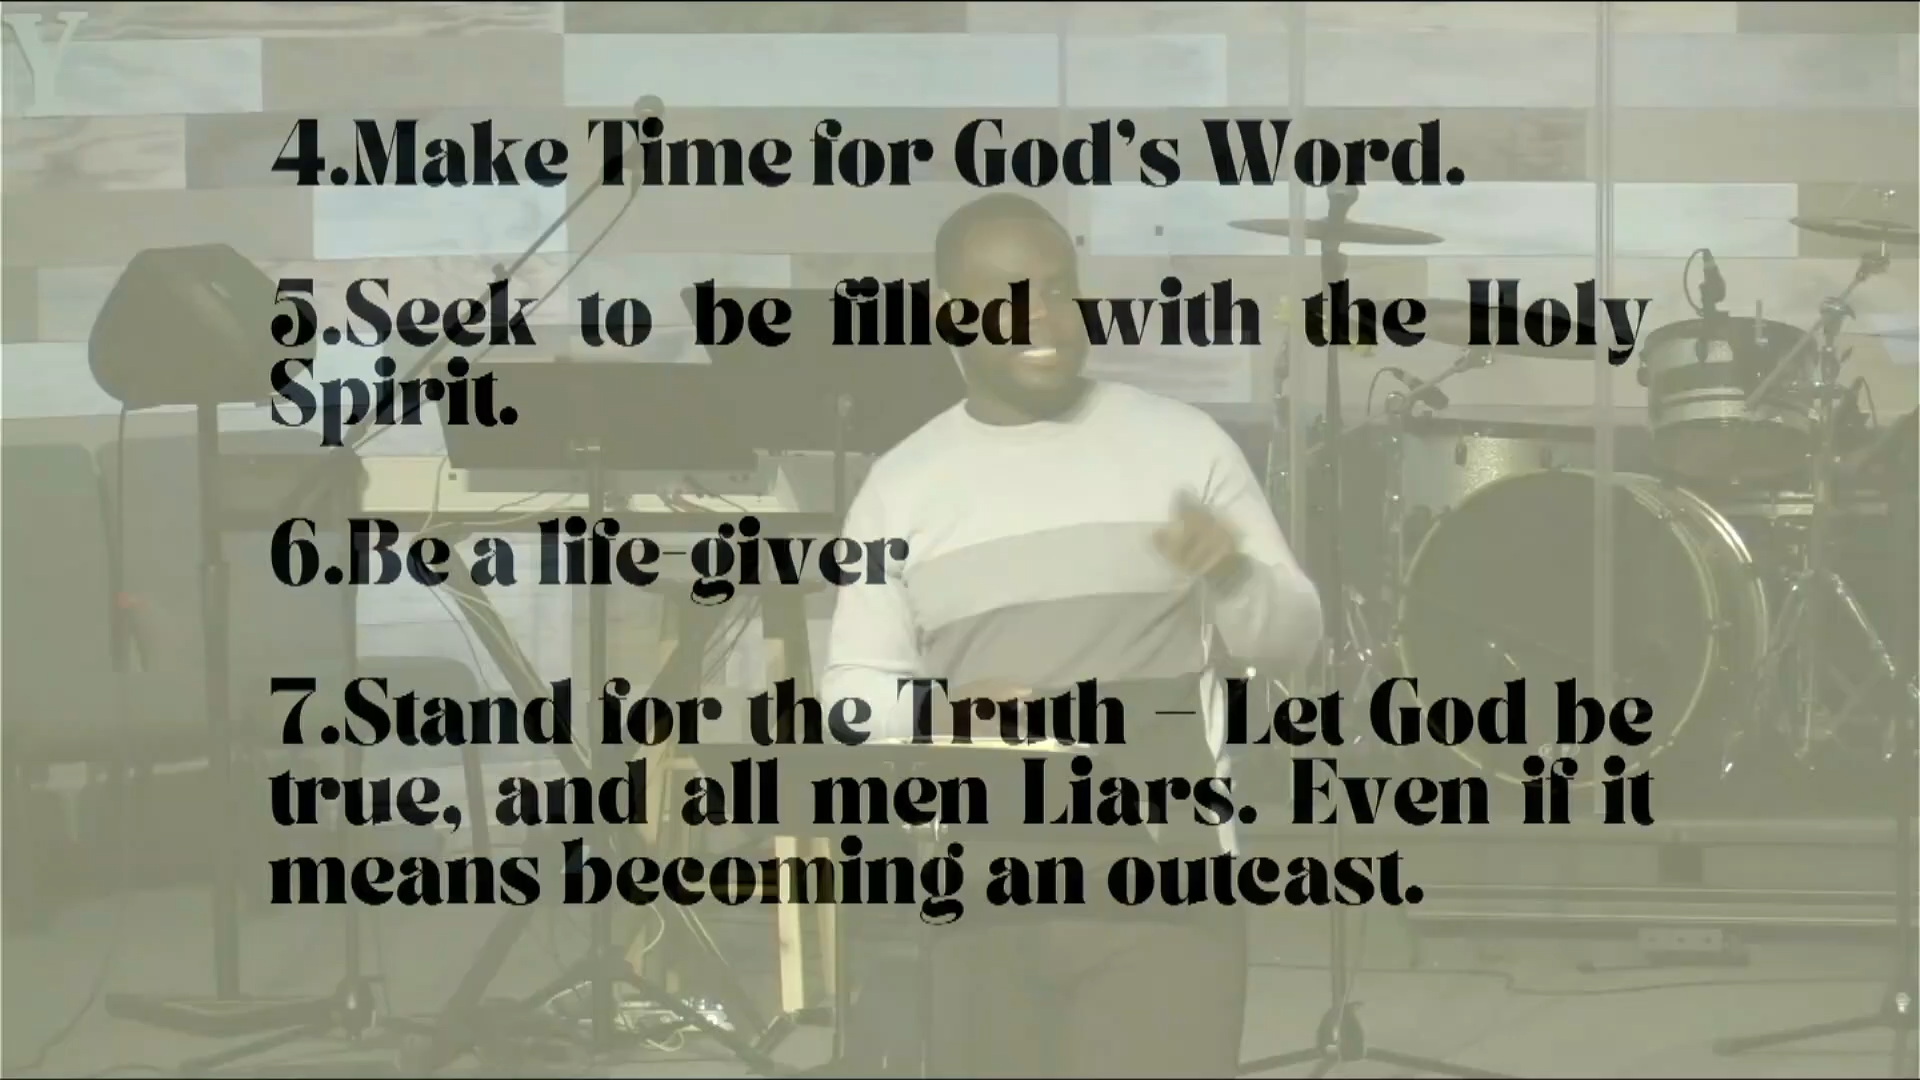 Y
4.Make Time for God's Word.
5.Seek to be filled with the Holy
Spirit.
6.Be a life-giver
7.Stand for the Truth – Let God be
true, and all men Liars. Even if it
means becoming an outcast.